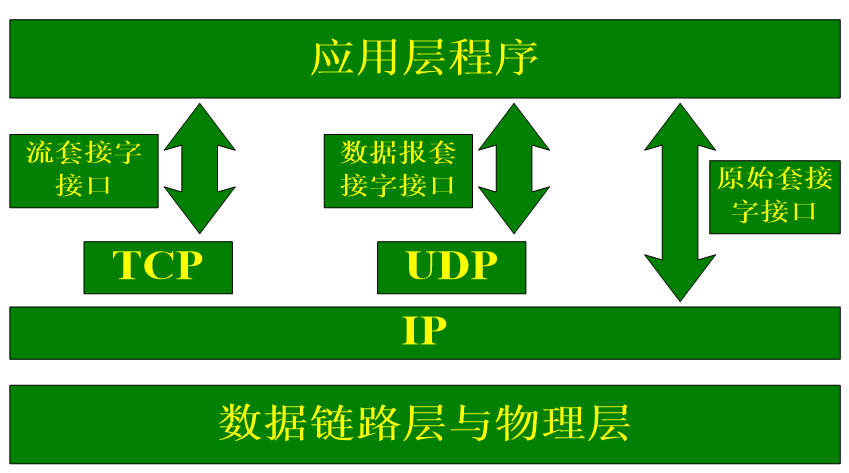 应用层程序
流套接字
接口
数据报套
接字接口
原始套接
字接口
TCP
UDP
IP
数据链路层与物理层